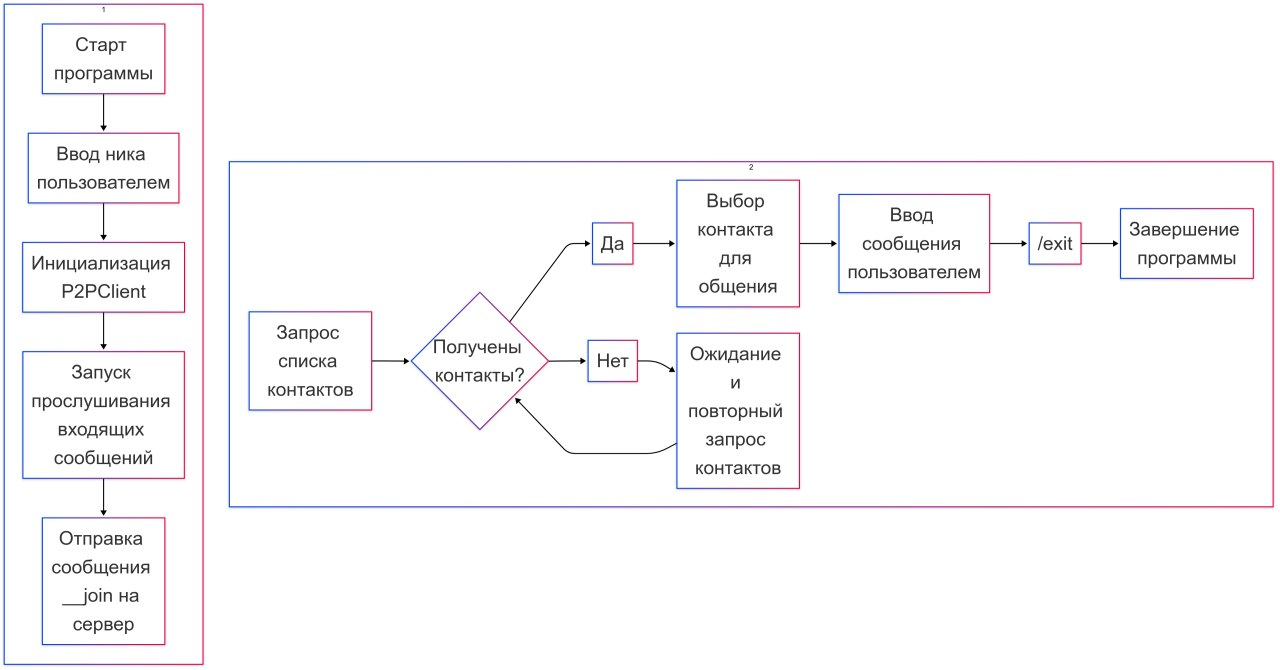 1
Старт
программы
Ввод ника
пользователем
Инициализация
P2PClient
Запуск
прослушивания
входящих
сообщений
Отправка
сообщения
__join на
сервер
2
Запрос
списка
контактов
Получены
контакты?
Да
Выбор
контакта
для
общения
Ввод
сообщения
пользователем
/exit
Завершение
программы
Нет
Ожидание
и
повторный
запрос
контактов